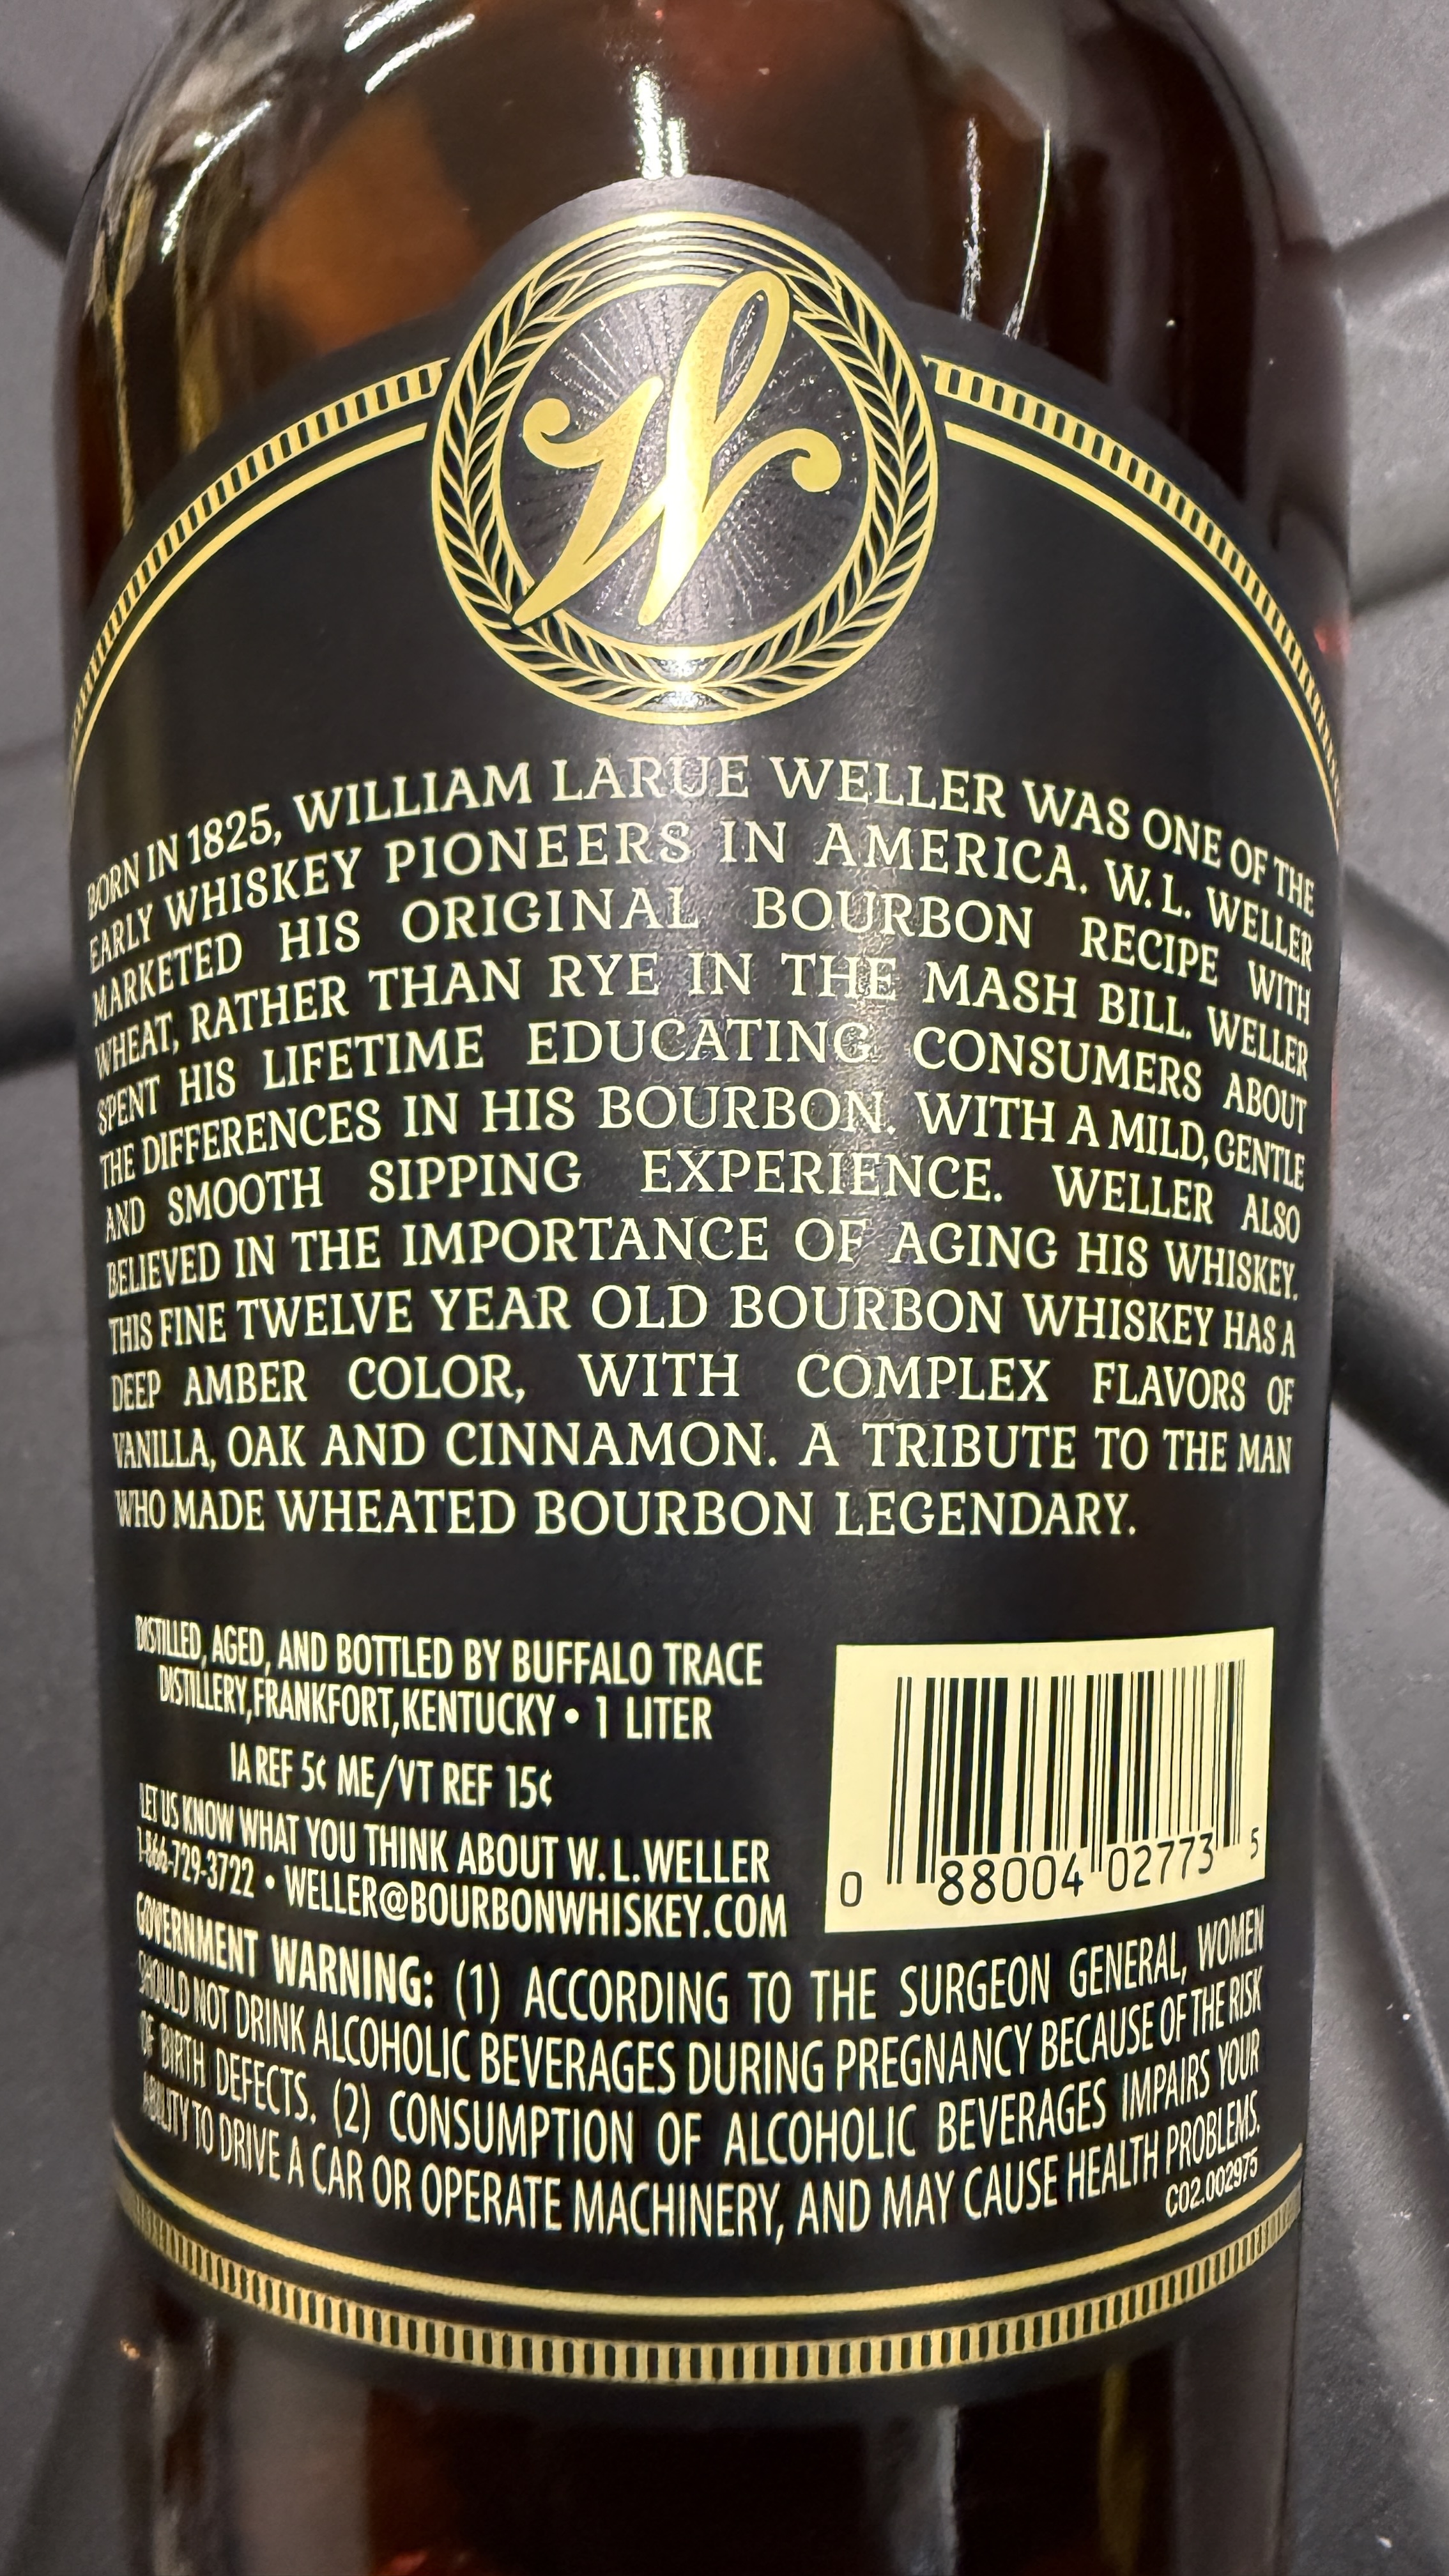 W
BORN IN 1825, WILLIAM LARUE WELLER WAS ONE OF THE
EARLY WHISKEY PIONEERS IN AMERICA. W. L. WELLER
MARKETED HIS ORIGINAL BOURBON RECIPE WITH
WHEAT, RATHER THAN RYE IN THE MASH BILL. WELLER
SPENT HIS LIFETIME EDUCATING CONSUMERS ABOUT
THE DIFFERENCES IN HIS BOURBON. WITH A MILD, GENTLE
AND SMOOTH SIPPING EXPERIENCE. WELLER ALSO
BELIEVED IN THE IMPORTANCE OF AGING HIS WHISKEY.
THIS FINE TWELVE YEAR OLD BOURBON WHISKEY HAS A
DEEP AMBER COLOR, WITH COMPLEX FLAVORS OF
VANILLA, OAK AND CINNAMON. A TRIBUTE TO THE MAN
WHO MADE WHEATED BOURBON LEGENDARY.
DISTILLED, AGED, AND BOTTLED BY BUFFALO TRACE
DISTILLERY, FRANKFORT, KENTUCKY • 1 LITER
IA REF 5¢ ME/VT REF 15¢
LET US KNOW WHAT YOU THINK ABOUT W. L. WELLER
1-866-729-3722 • WELLER@BOURBONWHISKEY.COM
0 88004 02773 5
GOVERNMENT WARNING: (1) ACCORDING TO THE SURGEON GENERAL, WOMEN
SHOULD NOT DRINK ALCOHOLIC BEVERAGES DURING PREGNANCY BECAUSE OF THE RISK
OF BIRTH DEFECTS. (2) CONSUMPTION OF ALCOHOLIC BEVERAGES IMPAIRS YOUR
ABILITY TO DRIVE A CAR OR OPERATE MACHINERY, AND MAY CAUSE HEALTH PROBLEMS.
C02.002975